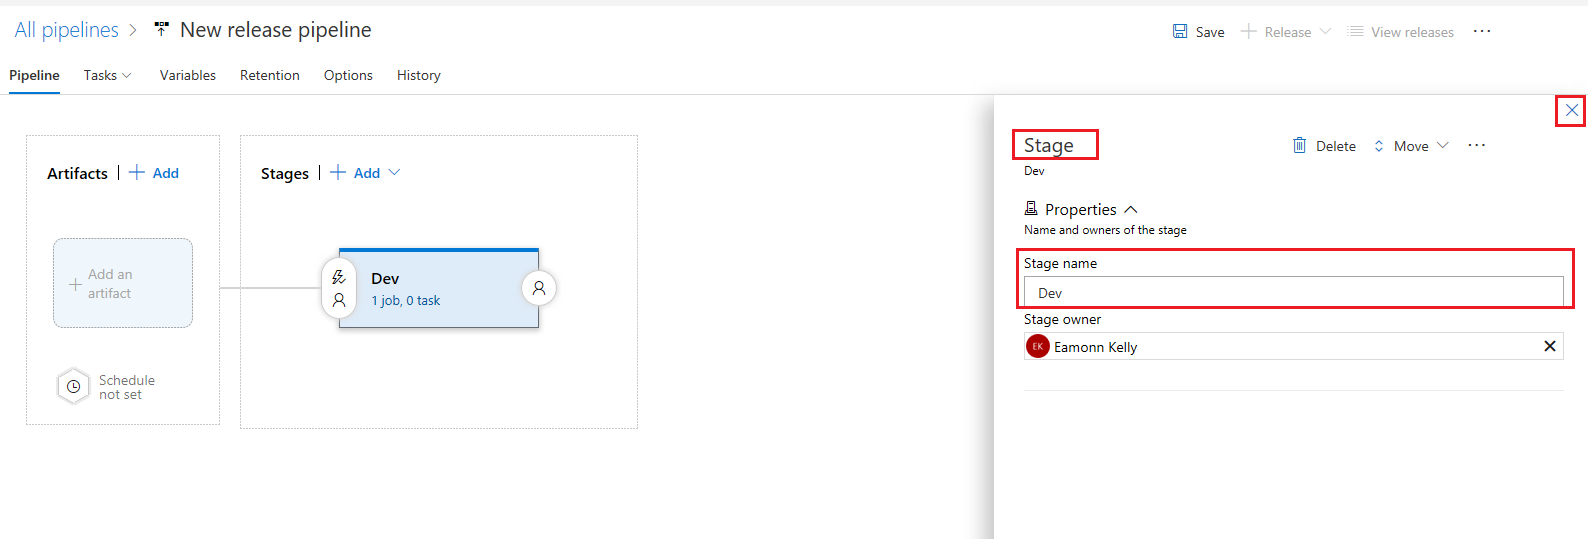 All pipelines > New release pipeline
Save Release View releases ...
Pipeline Tasks Variables Retention Options History
Artifacts | + Add
Stages | + Add
+ Add an
artifact
Schedule
not set
Dev
1 job, 0 task
Stage
Dev
Delete Move ...
Properties
Name and owners of the stage
Stage name
Dev
Stage owner
EK Eamonn Kelly